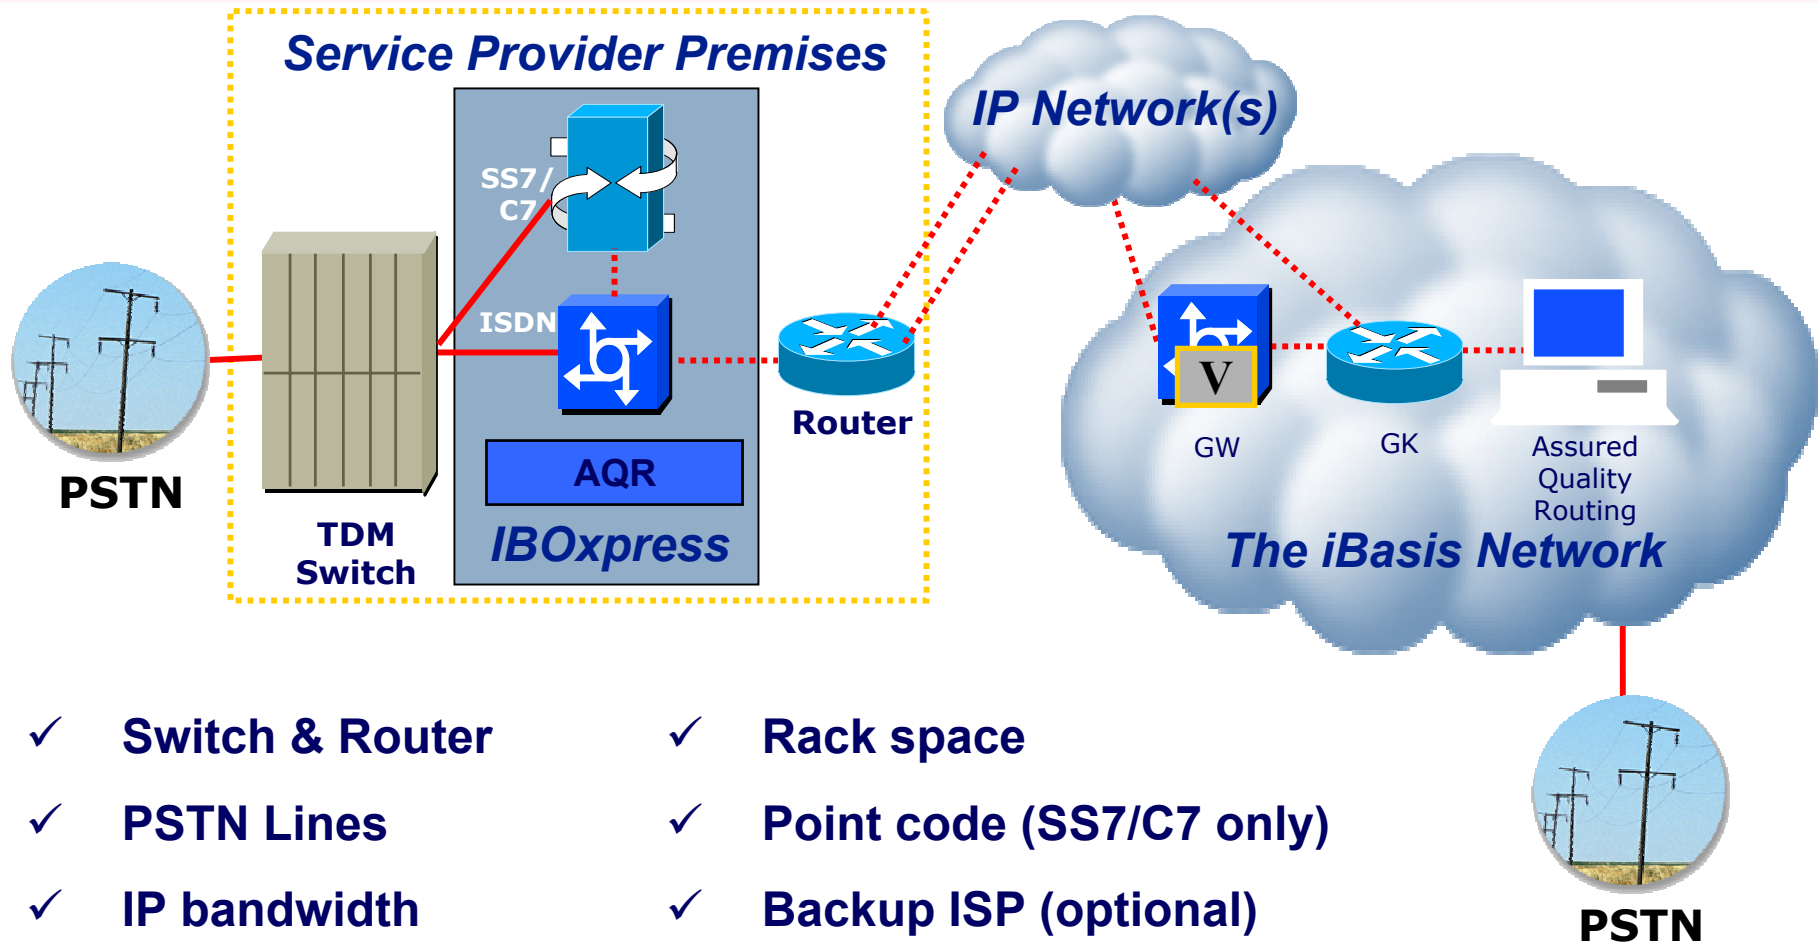 Service Provider Premises
IP Network(s)
SS7/
C7
ISDN
Router
AQR
IBOxpress
PSTN
TDM
Switch
V
GW
GK
Assured
Quality
Routing
The iBasis Network
✓ Switch & Router
✓ PSTN Lines
✓ IP bandwidth
✓ Rack space
✓ Point code (SS7/C7 only)
✓ Backup ISP (optional)
PSTN